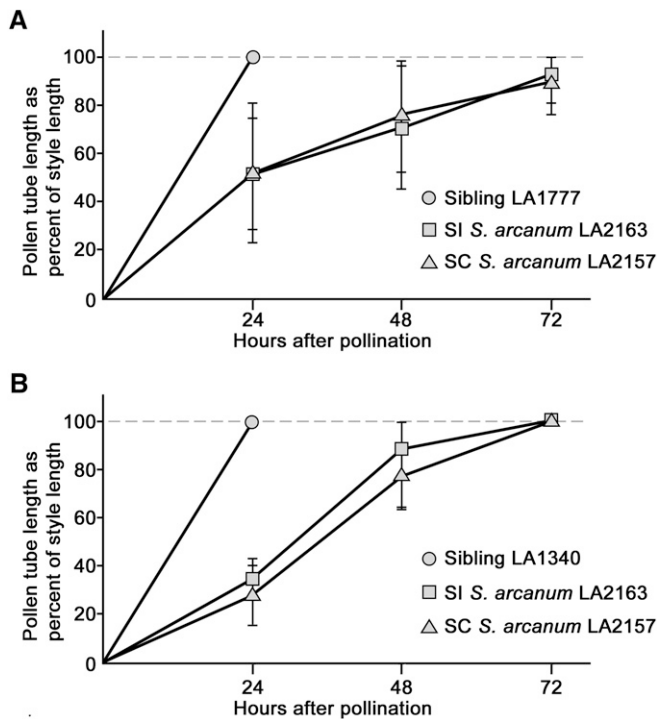 A
Pollen tube length as
percent of style length
100
80
60
40
20
0
Sibling LA1777
SI S. arcanum LA2163
SC S. arcanum LA2157
24
48
72
Hours after pollination
B
Pollen tube length as
percent of style length
100
80
60
40
20
0
Sibling LA1340
SI S. arcanum LA2163
SC S. arcanum LA2157
24
48
72
Hours after pollination